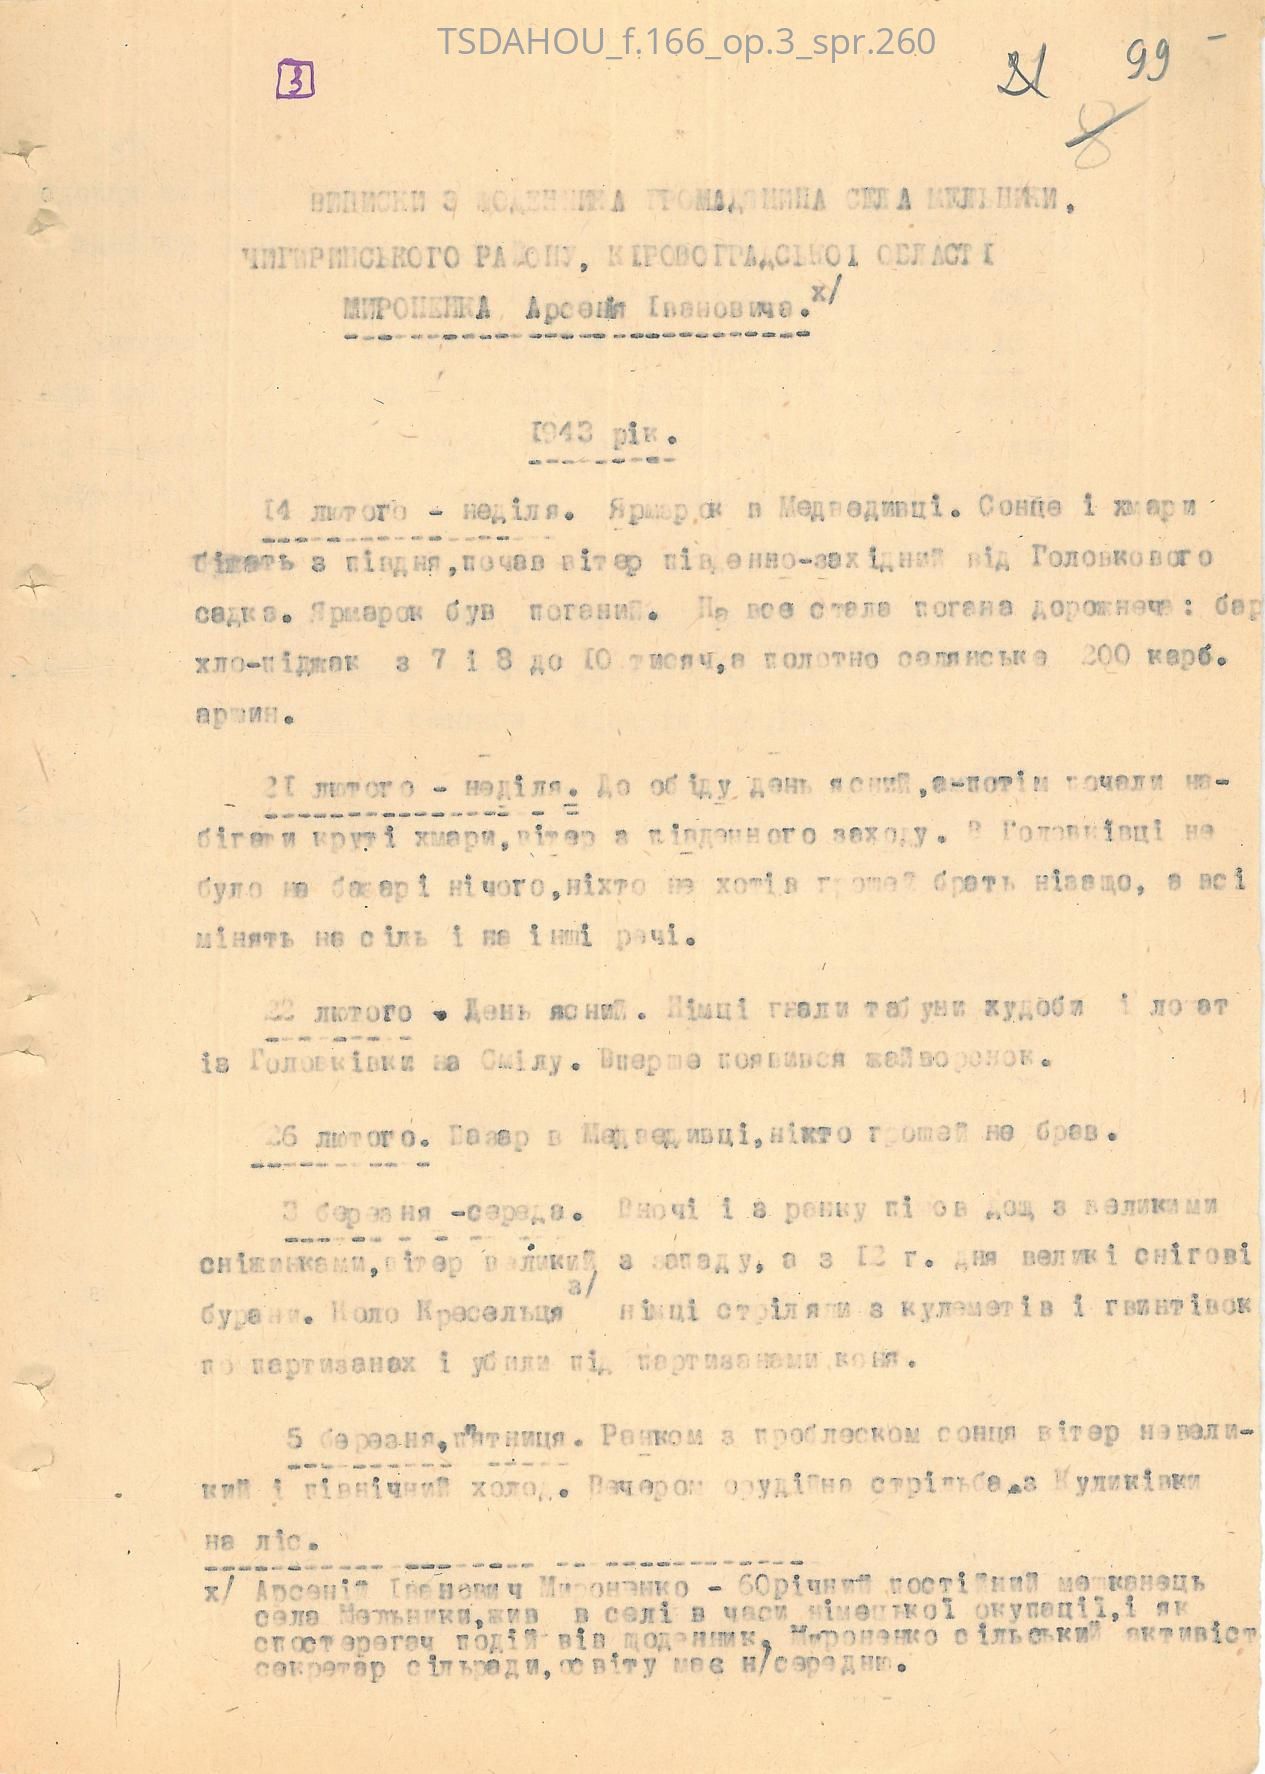 TSDAHOU_f.166_op.3_spr.260
3
21 99
8
ВИПИСКИ З ЩОДЕННИКА ГРОМАДЯНИНА СЕЛА МЕЛЬНИКИ,
ЧИГИРИНСЬКОГО РАЙОНУ, КІРОВОГРАДСЬКОЇ ОБЛАСТІ
МИРОНЕНКА Арсенія Івановича.х/
1943 рік.
14 лютого - неділя. Ярмарок в Медведивці. Сонце і хмари
біжать з півдня,почав вітер південно-західний від Головкового
садка. Ярмарок був поганий. На все стала погана дорожнеча: бар
хло-піджак з 7 і 8 до 10 тисяч,а полотно селянське 200 карб.
аршин.
21 лютого - неділя. До обіду день ясний,а-потім почали на-
бігати круті хмари,вітер з південного заходу. В Головківці не
було на базарі нічого,ніхто не хотів грошей брать нізащо, а всі
мінять на сіль і на інші речі.
22 лютого - День ясний. Німці гнали табуни худоби і лошат
із Головківки на Смілу. Вперше появився жайворонок.
26 лютого. Базар в Медведивці,ніхто грошей не брав.
3 березня -середа. Вночі і з ранку пішов дощ з великими
сніжинками,вітер великий з западу, а з 12 г. дня великі снігові
бурани. Коло Кресельця з/ німці стріляли з кулеметів і гвинтівок
по партизанах і убили під партизанами коня.
5 березня,п"ятниця. Ранком з проблеском сонця вітер невели-
кий і північний холод. Вечером орудійна стрільба з Куликівки
на ліс.
х/ Арсеній Іванович Мироненко - 60річний постійний мешканець
села Мельники,жив в селі в часи німецької окупації,і як
спостерегач подій вів щоденник. Мироненко сільський активіст
секретар сільради,освіту має н/середню.